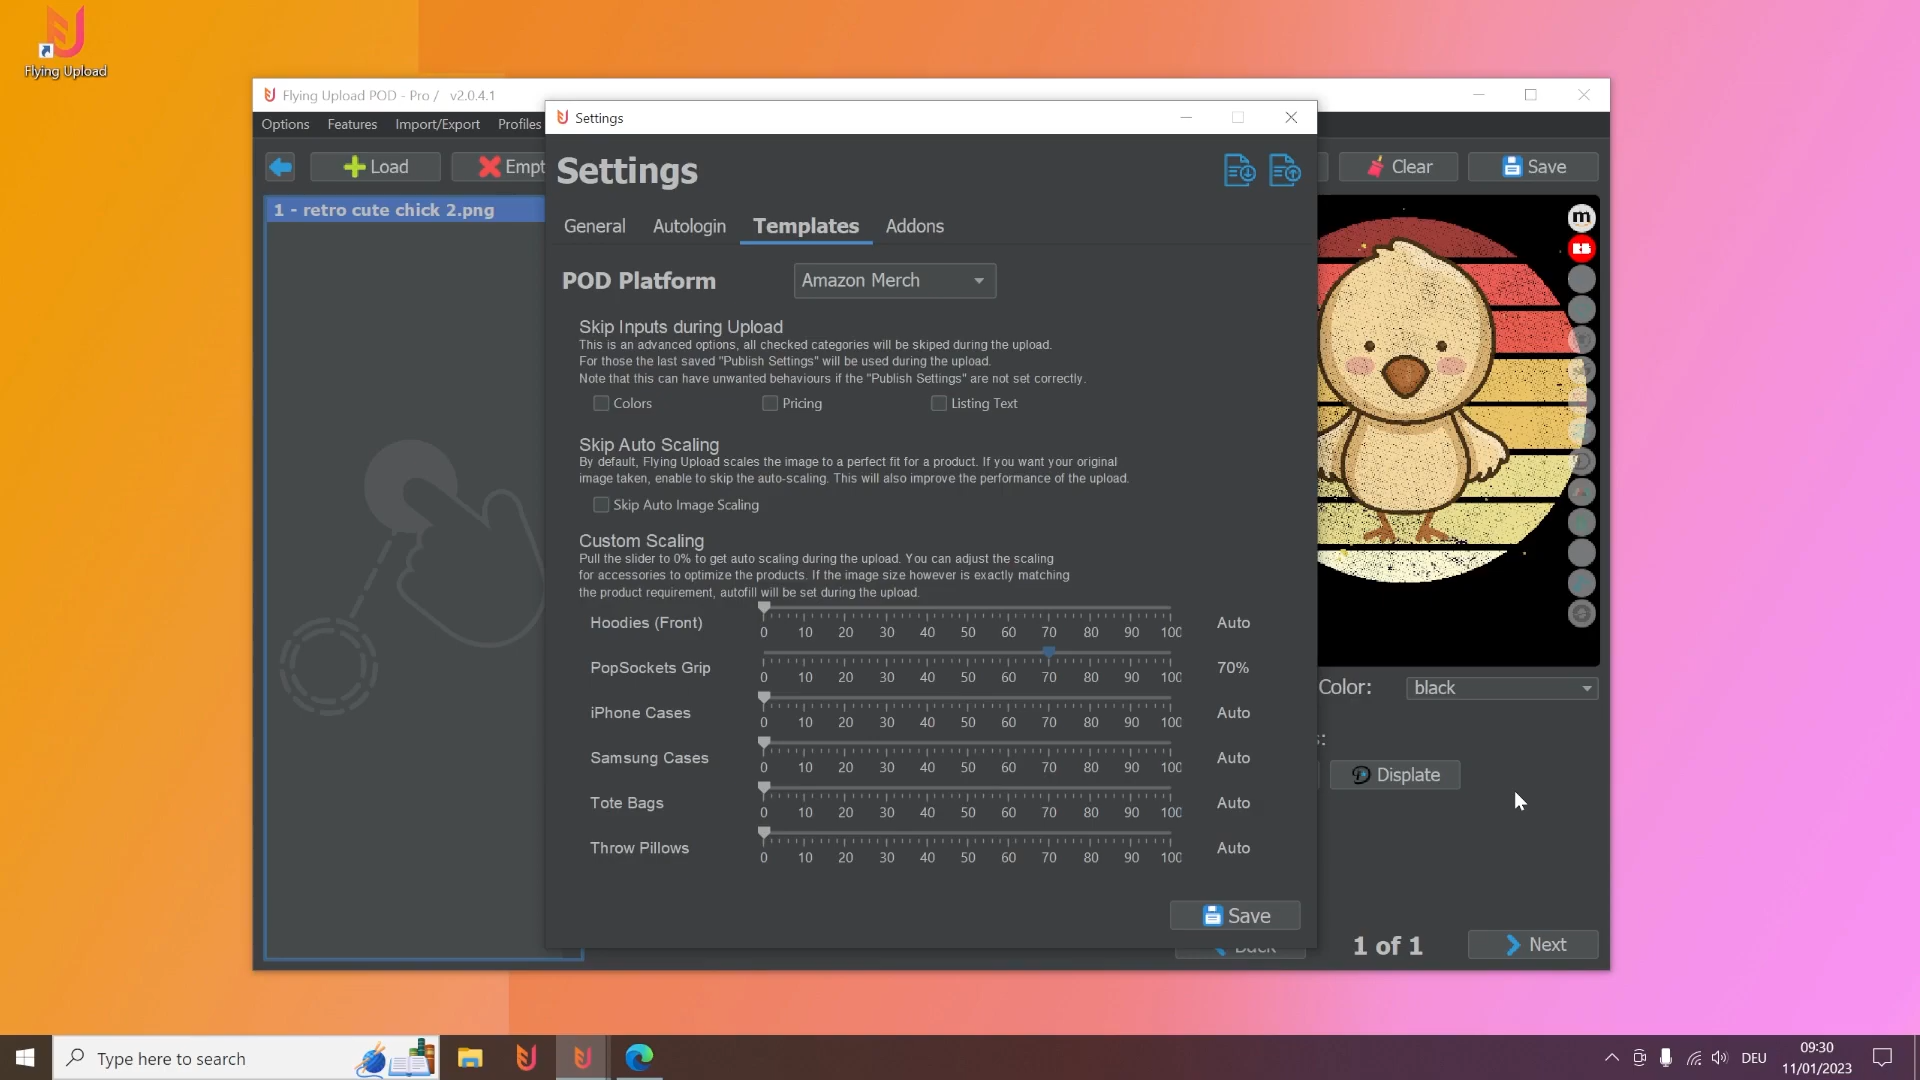 Flying Upload
Flying Upload POD - Pro / v2.0.4.1
Options Features Import/Export Profiles
Load
Empt
1 - retro cute chick 2.png
Settings
Settings
General Autologin Templates Addons
POD Platform Amazon Merch
Skip Inputs during Upload
This is an advanced options, all checked categories will be skiped during the upload.
For those the last saved "Publish Settings" will be used during the upload.
Note that this can have unwanted behaviours if the "Publish Settings" are not set correctly.
Colors Pricing Listing Text
Skip Auto Scaling
By default, Flying Upload scales the image to a perfect fit for a product. If you want your original
image taken, enable to skip the auto-scaling. This will also improve the performance of the upload.
Skip Auto Image Scaling
Custom Scaling
Pull the slider to 0% to get auto scaling during the upload. You can adjust the scaling
for accessories to optimize the products. If the image size however is exactly matching
the product requirement, autofill will be set during the upload.
Hoodies (Front) Auto
0 10 20 30 40 50 60 70 80 90 100
PopSockets Grip 70%
0 10 20 30 40 50 60 70 80 90 100
iPhone Cases Auto
0 10 20 30 40 50 60 70 80 90 100
Samsung Cases Auto
0 10 20 30 40 50 60 70 80 90 100
Tote Bags Auto
0 10 20 30 40 50 60 70 80 90 100
Throw Pillows Auto
0 10 20 30 40 50 60 70 80 90 100
Save
Clear Save
m
Color: black
s:
Displate
Back 1 of 1 Next
Type here to search
DEU
09:30
11/01/2023